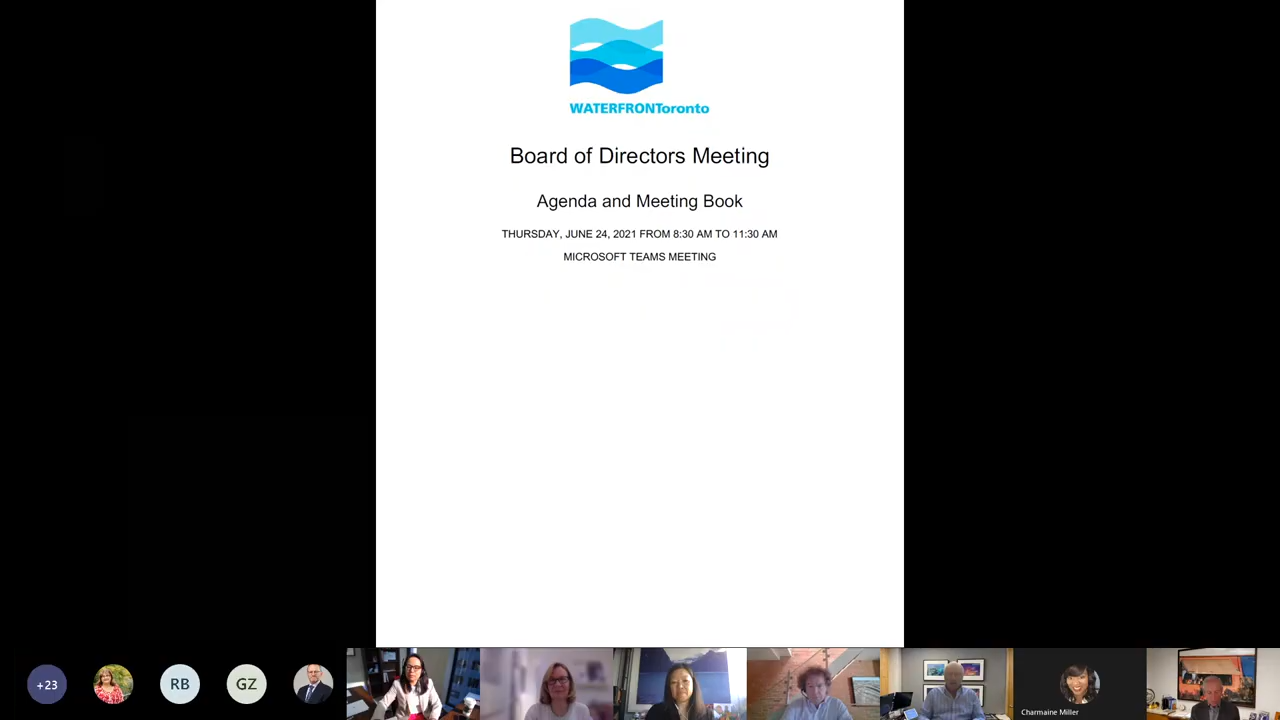 WATERFRONToronto
Board of Directors Meeting
Agenda and Meeting Book
THURSDAY, JUNE 24, 2021 FROM 8:30 AM TO 11:30 AM
MICROSOFT TEAMS MEETING
+23
RB
GZ
Charmaine Miller